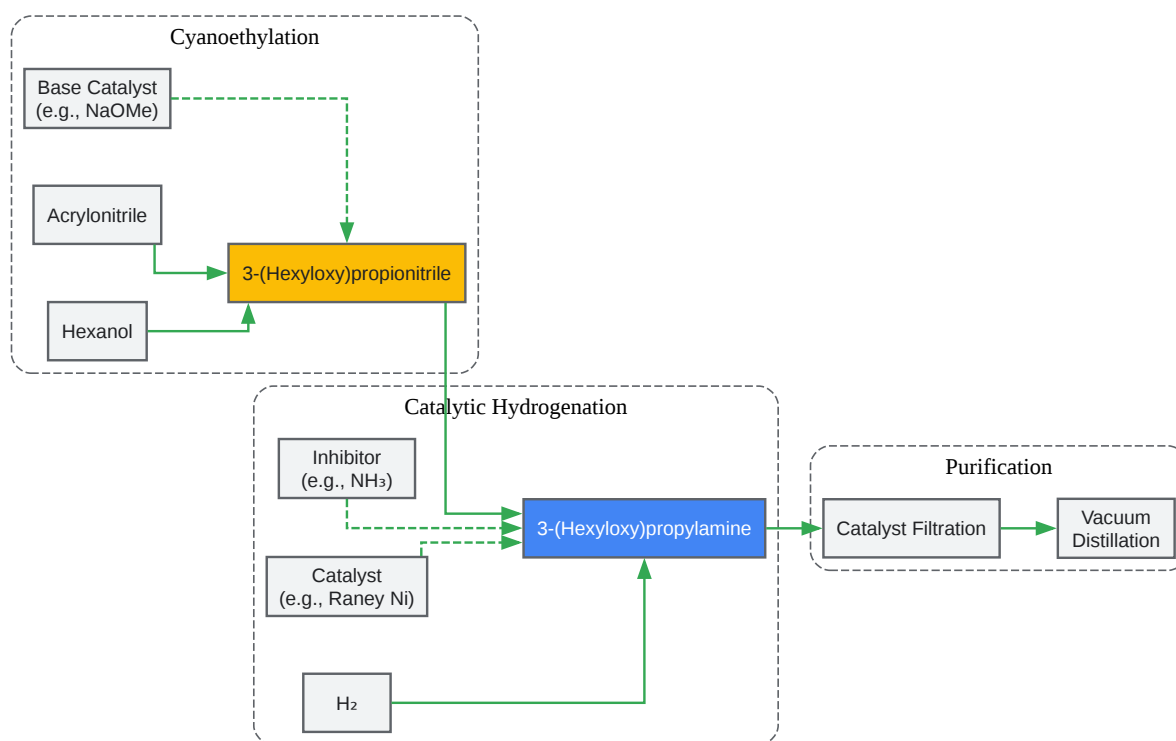 Cyanoethylation
Base Catalyst
(e.g., NaOMe)
Acrylonitrile
3-(Hexyloxy)propionitrile
Hexanol
Catalytic Hydrogenation
Inhibitor
(e.g., NH₃)
3-(Hexyloxy)propylamine
Catalyst
(e.g., Raney Ni)
H₂
Purification
Catalyst Filtration
Vacuum
Distillation